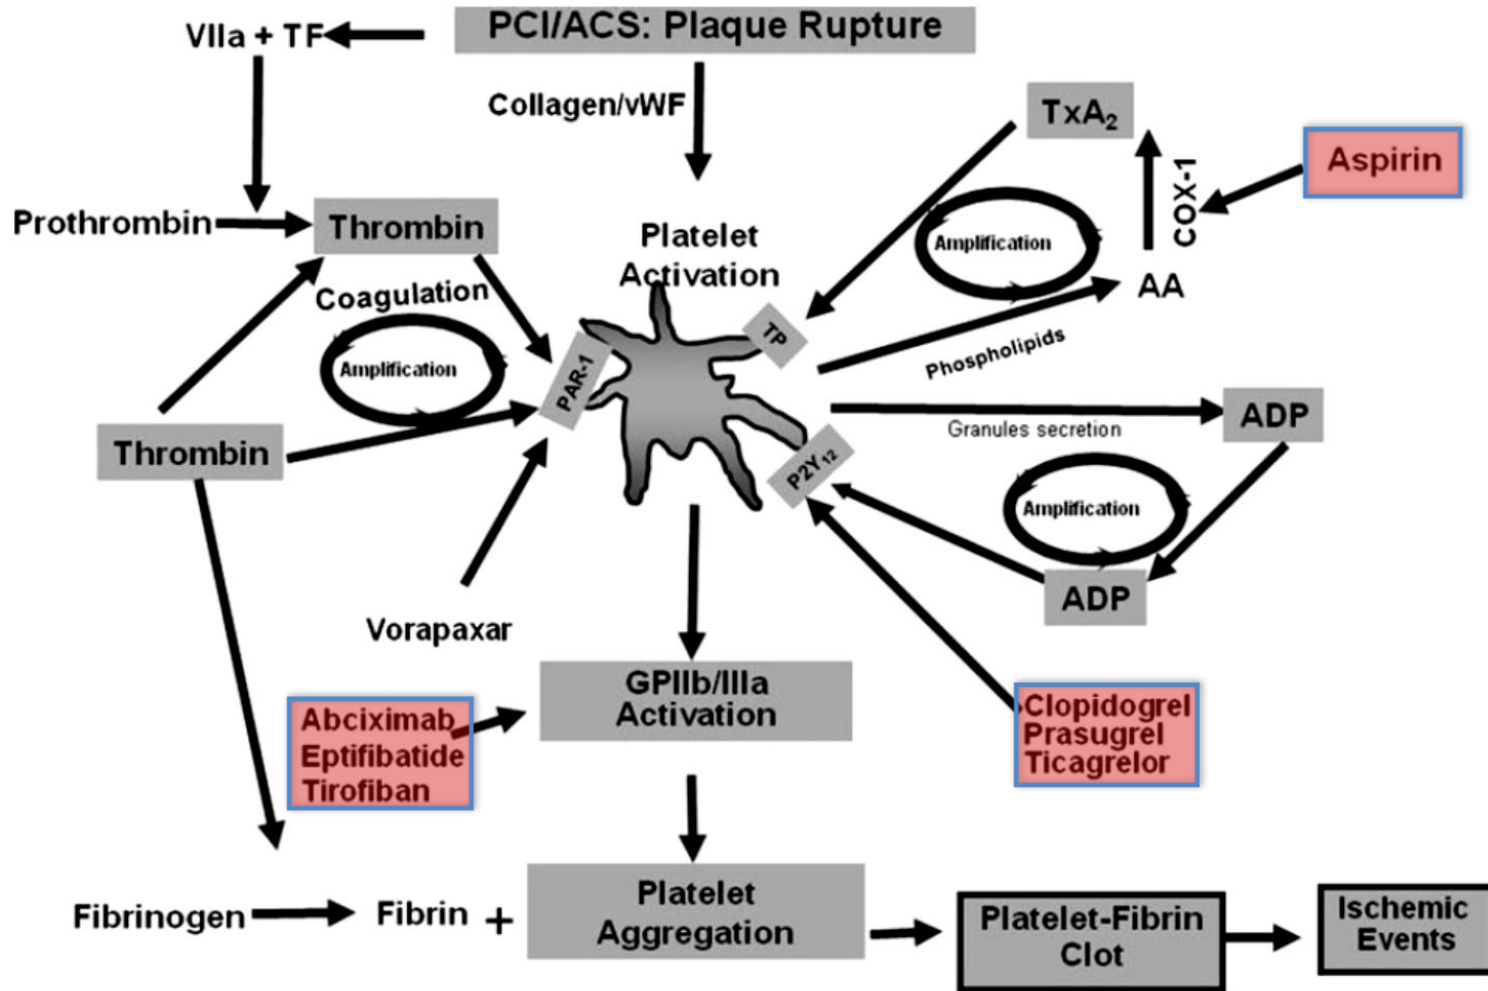 PCI/ACS: Plaque Rupture
VIIa + TF
Collagen/vWF
TxA₂
Aspirin
COX-1
Prothrombin
Thrombin
Platelet
Activation
Amplification
AA
Coagulation
TP
Phospholipids
Amplification
PAR-1
ADP
Granules secretion
Thrombin
P2Y₁₂
Amplification
ADP
Vorapaxar
GPIIb/IIIa
Activation
Abciximab
Eptifibatide
Tirofiban
Clopidogrel
Prasugrel
Ticagrelor
Fibrinogen
Fibrin +
Platelet
Aggregation
Platelet-Fibrin
Clot
Ischemic
Events